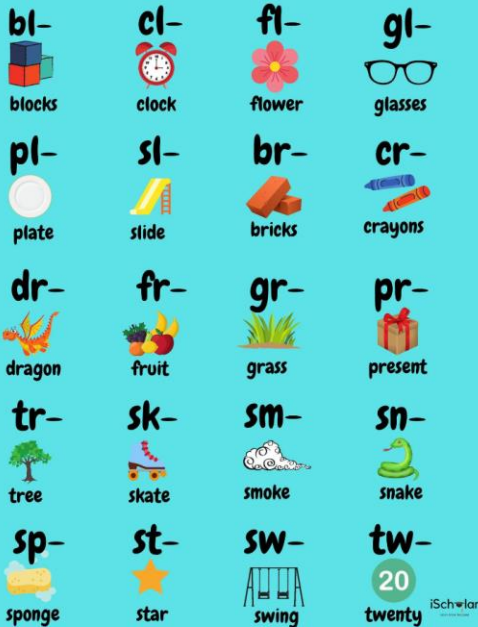 bl- cl- fl- gl-
blocks clock flower glasses
pl- sl- br- cr-
plate slide bricks crayons
dr- fr- gr- pr-
dragon fruit grass present
tr- sk- sm- sn-
tree skate smoke snake
sp- st- sw- tw-
20
sponge star swing twenty